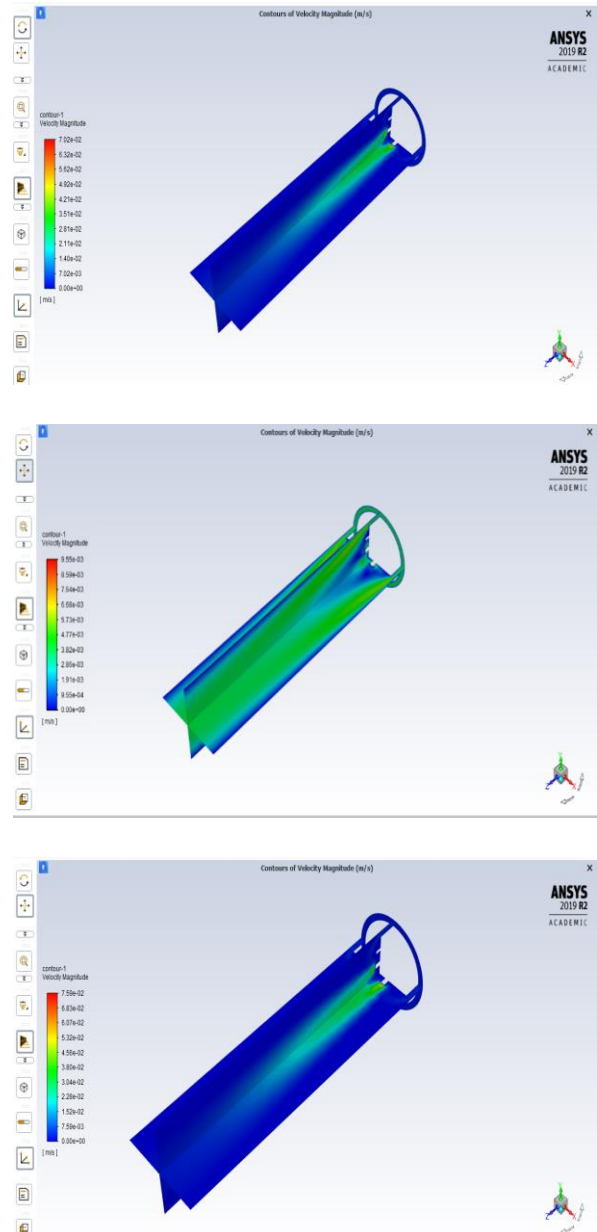 Contours of Velocity Magnitude (m/s)
X
ANSYS
2019 R2
ACADEMIC
contour-1
Velocity Magnitude
7.02e-02
6.32e-02
5.62e-02
4.92e-02
4.21e-02
3.51e-02
2.81e-02
2.11e-02
1.40e-02
7.02e-03
0.00e+00
[ m/s ]
Y
Z
X
Contours of Velocity Magnitude (m/s)
X
ANSYS
2019 R2
ACADEMIC
contour-1
Velocity Magnitude
9.55e-03
8.59e-03
7.64e-03
6.68e-03
5.73e-03
4.77e-03
3.82e-03
2.86e-03
1.91e-03
9.55e-04
0.00e+00
[ m/s ]
Y
Z
X
Contours of Velocity Magnitude (m/s)
X
ANSYS
2019 R2
ACADEMIC
contour-1
Velocity Magnitude
7.59e-02
6.83e-02
6.07e-02
5.32e-02
4.56e-02
3.80e-02
3.04e-02
2.28e-02
1.52e-02
7.59e-03
0.00e+00
[ m/s ]
Y
Z
X